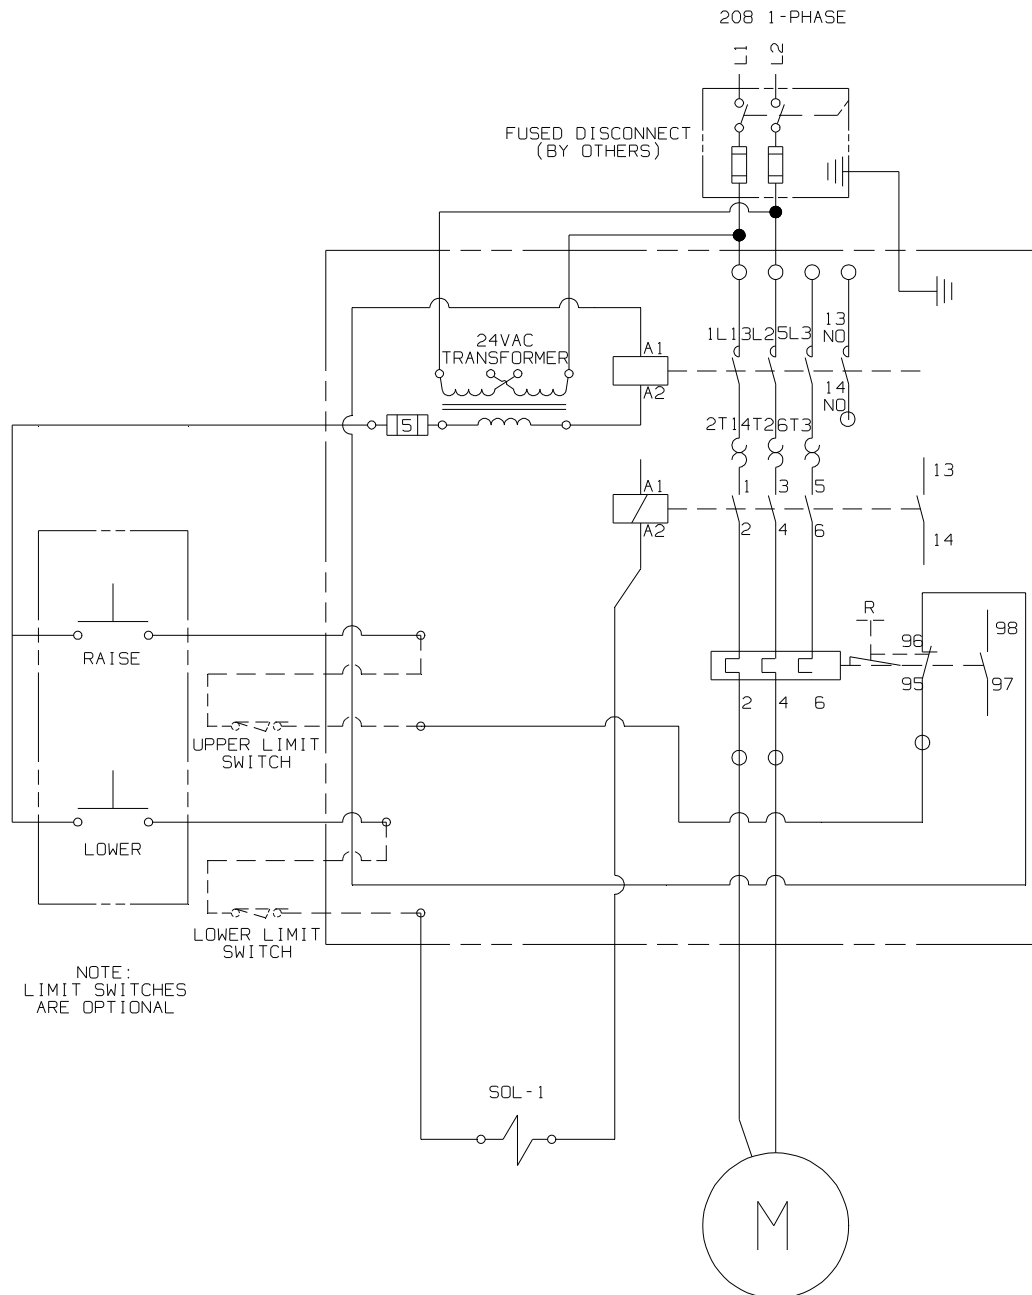 208 1-PHASE
L1
L2
FUSED DISCONNECT
(BY OTHERS)
1L1 3L2 5L3
13
NO
24VAC
TRANSFORMER
A1
A2
14
NO
5
2T1 4T2 6T3
A1
A2
1 3 5
2 4 6
13
14
R
96
95
98
97
2 4 6
RAISE
UPPER LIMIT
SWITCH
LOWER
LOWER LIMIT
SWITCH
NOTE:
LIMIT SWITCHES
ARE OPTIONAL
SOL-1
M